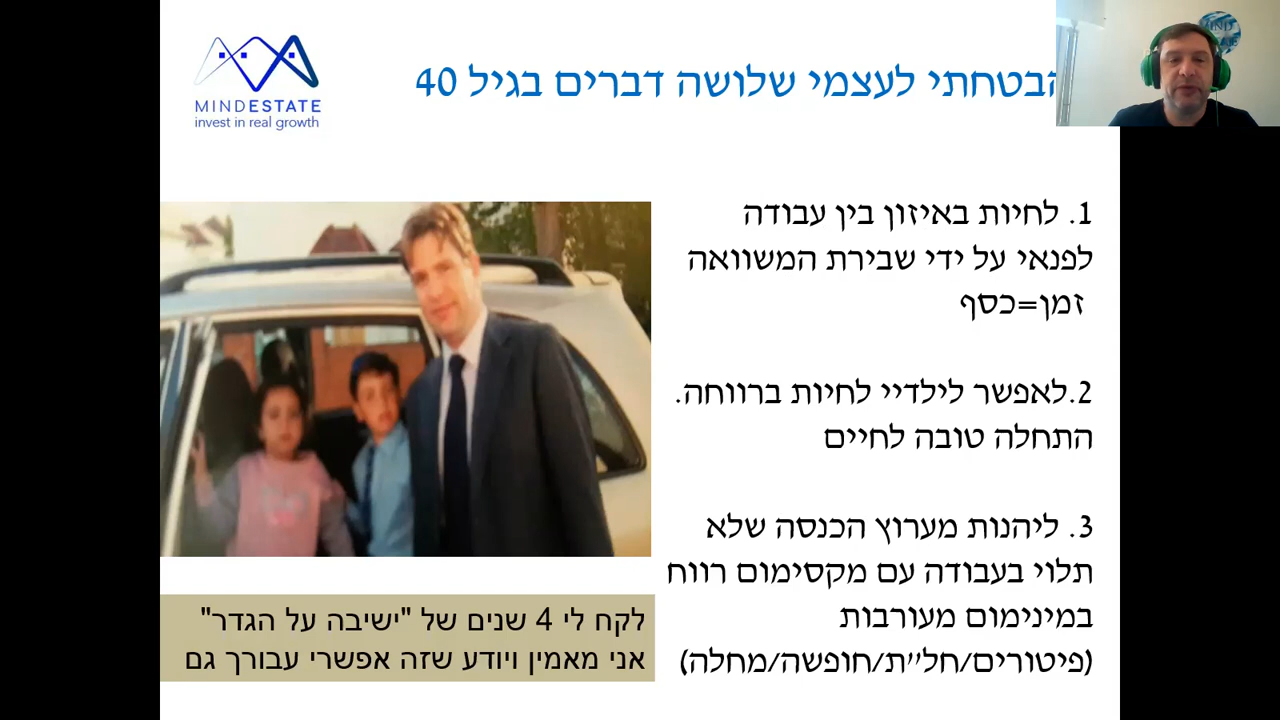 MINDESTATE
invest in real growth
הבטחתי לעצמי שלושה דברים בגיל 40
1. לחיות באיזון בין עבודה
לפנאי על ידי שבירת המשוואה
זמן=כסף
2.לאפשר לילדיי לחיות ברווחה.
התחלה טובה לחיים
3. ליהנות מערוץ הכנסה שלא
תלוי בעבודה עם מקסימום רווח
במינימום מעורבות
(פיטורים/חל״ת/חופשה/מחלה)
לקח לי 4 שנים של "ישיבה על הגדר"
אני מאמין ויודע שזה אפשרי עבורך גם